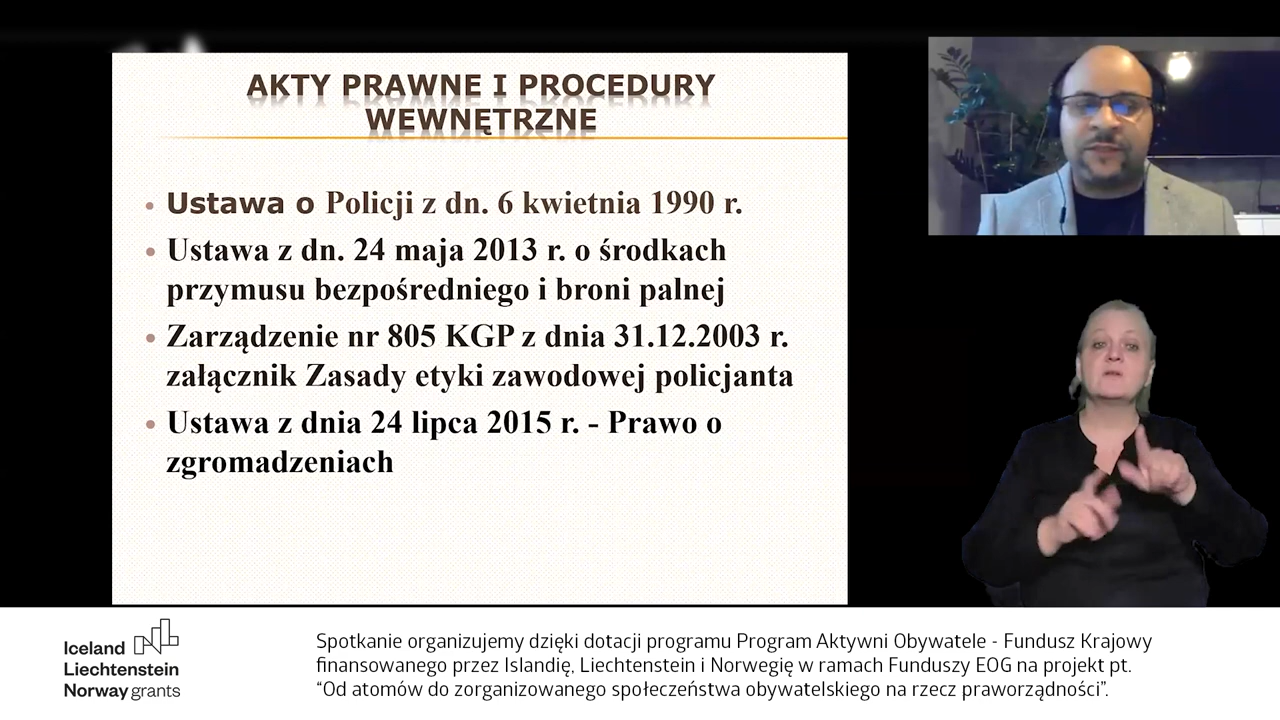 AKTY PRAWNE I PROCEDURY
WEWNĘTRZNE
• Ustawa o Policji z dn. 6 kwietnia 1990 r.
• Ustawa z dn. 24 maja 2013 r. o środkach
przymusu bezpośredniego i broni palnej
• Zarządzenie nr 805 KGP z dnia 31.12.2003 r.
załącznik Zasady etyki zawodowej policjanta
• Ustawa z dnia 24 lipca 2015 r. - Prawo o
zgromadzeniach
Iceland
Liechtenstein
Norway grants
Spotkanie organizujemy dzięki dotacji programu Program Aktywni Obywatele - Fundusz Krajowy
finansowanego przez Islandię, Liechtenstein i Norwegię w ramach Funduszy EOG na projekt pt.
“Od atomów do zorganizowanego społeczeństwa obywatelskiego na rzecz praworządności”.